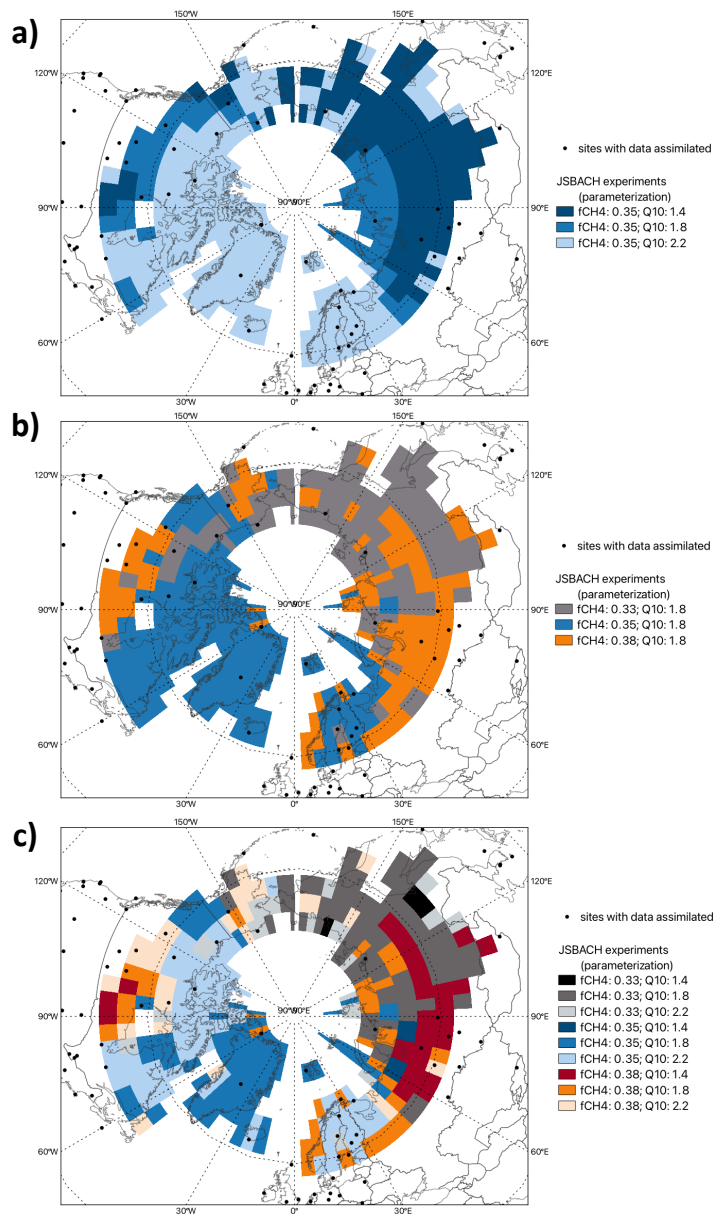 a)
150°W
150°E
120°W
120°E
90°W
90°W0°E
90°E
60°W
60°E
30°W
0°
30°E
• sites with data assimilated
JSBACH experiments
(parameterization)
fCH4: 0.35; Q10: 1.4
fCH4: 0.35; Q10: 1.8
fCH4: 0.35; Q10: 2.2
b)
150°W
150°E
120°W
120°E
90°W
90°W0°E
90°E
60°W
60°E
30°W
0°
30°E
• sites with data assimilated
JSBACH experiments
(parameterization)
fCH4: 0.33; Q10: 1.8
fCH4: 0.35; Q10: 1.8
fCH4: 0.38; Q10: 1.8
c)
150°W
150°E
120°W
120°E
90°W
90°W0°E
90°E
60°W
60°E
30°W
0°
30°E
• sites with data assimilated
JSBACH experiments
(parameterization)
fCH4: 0.33; Q10: 1.4
fCH4: 0.33; Q10: 1.8
fCH4: 0.33; Q10: 2.2
fCH4: 0.35; Q10: 1.4
fCH4: 0.35; Q10: 1.8
fCH4: 0.35; Q10: 2.2
fCH4: 0.38; Q10: 1.4
fCH4: 0.38; Q10: 1.8
fCH4: 0.38; Q10: 2.2